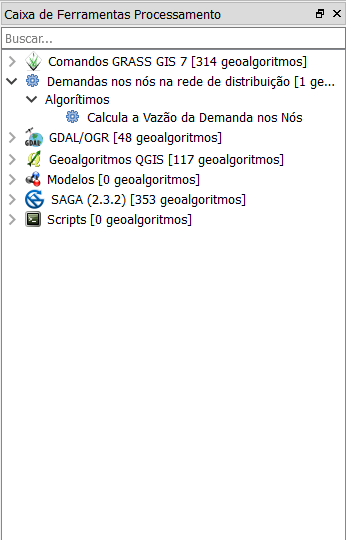 Caixa de Ferramentas Processamento
Buscar...
Comandos GRASS GIS 7 [314 geoalgoritmos]
Demandas nos nós na rede de distribuição [1 ge...
Algorítimos
Calcula a Vazão da Demanda nos Nós
GDAL/OGR [48 geoalgoritmos]
Geoalgoritmos QGIS [117 geoalgoritmos]
Modelos [0 geoalgoritmos]
SAGA (2.3.2) [353 geoalgoritmos]
Scripts [0 geoalgoritmos]